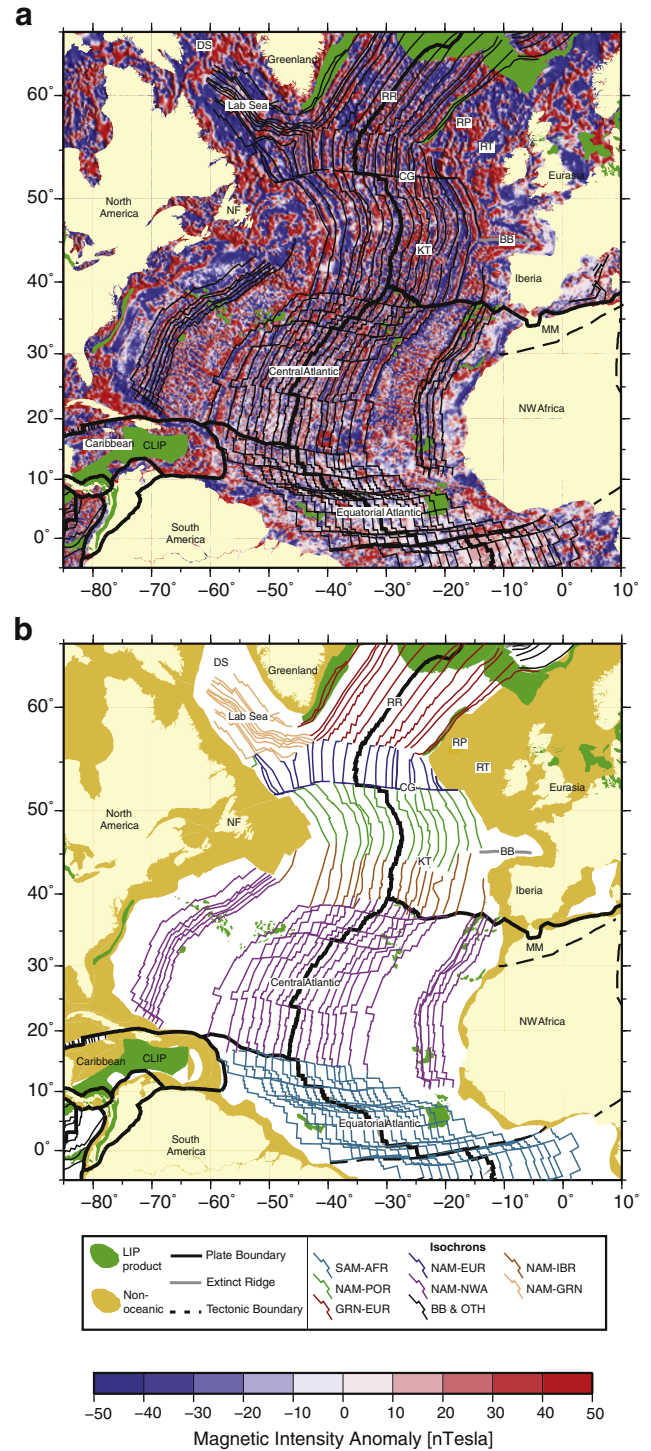 a
DS
Greenland
60°
Lab Sea
RR
RP
RT
CG
Eurasia
50°
North
America
NF
KT
BB
40°
Iberia
MM
30°
Central Atlantic
NW Africa
20°
Caribbean
CLIP
10°
Equatorial Atlantic
South
America
0°
−80° −70° −60° −50° −40° −30° −20° −10° 0° 10°
b
DS
Greenland
60°
Lab Sea
RR
RP
RT
CG
Eurasia
50°
North
America
NF
BB
KT
40°
Iberia
MM
30°
Central Atlantic
NW Africa
20°
Caribbean
CLIP
10°
Equatorial Atlantic
South
America
0°
−80° −70° −60° −50° −40° −30° −20° −10° 0° 10°
LIP
product
Non-
oceanic
Plate Boundary
Extinct Ridge
Tectonic Boundary
Isochrons
SAM-AFR
NAM-EUR
NAM-IBR
NAM-POR
NAM-NWA
NAM-GRN
GRN-EUR
BB & OTH
−50 −40 −30 −20 −10 0 10 20 30 40 50
Magnetic Intensity Anomaly [nTesla]